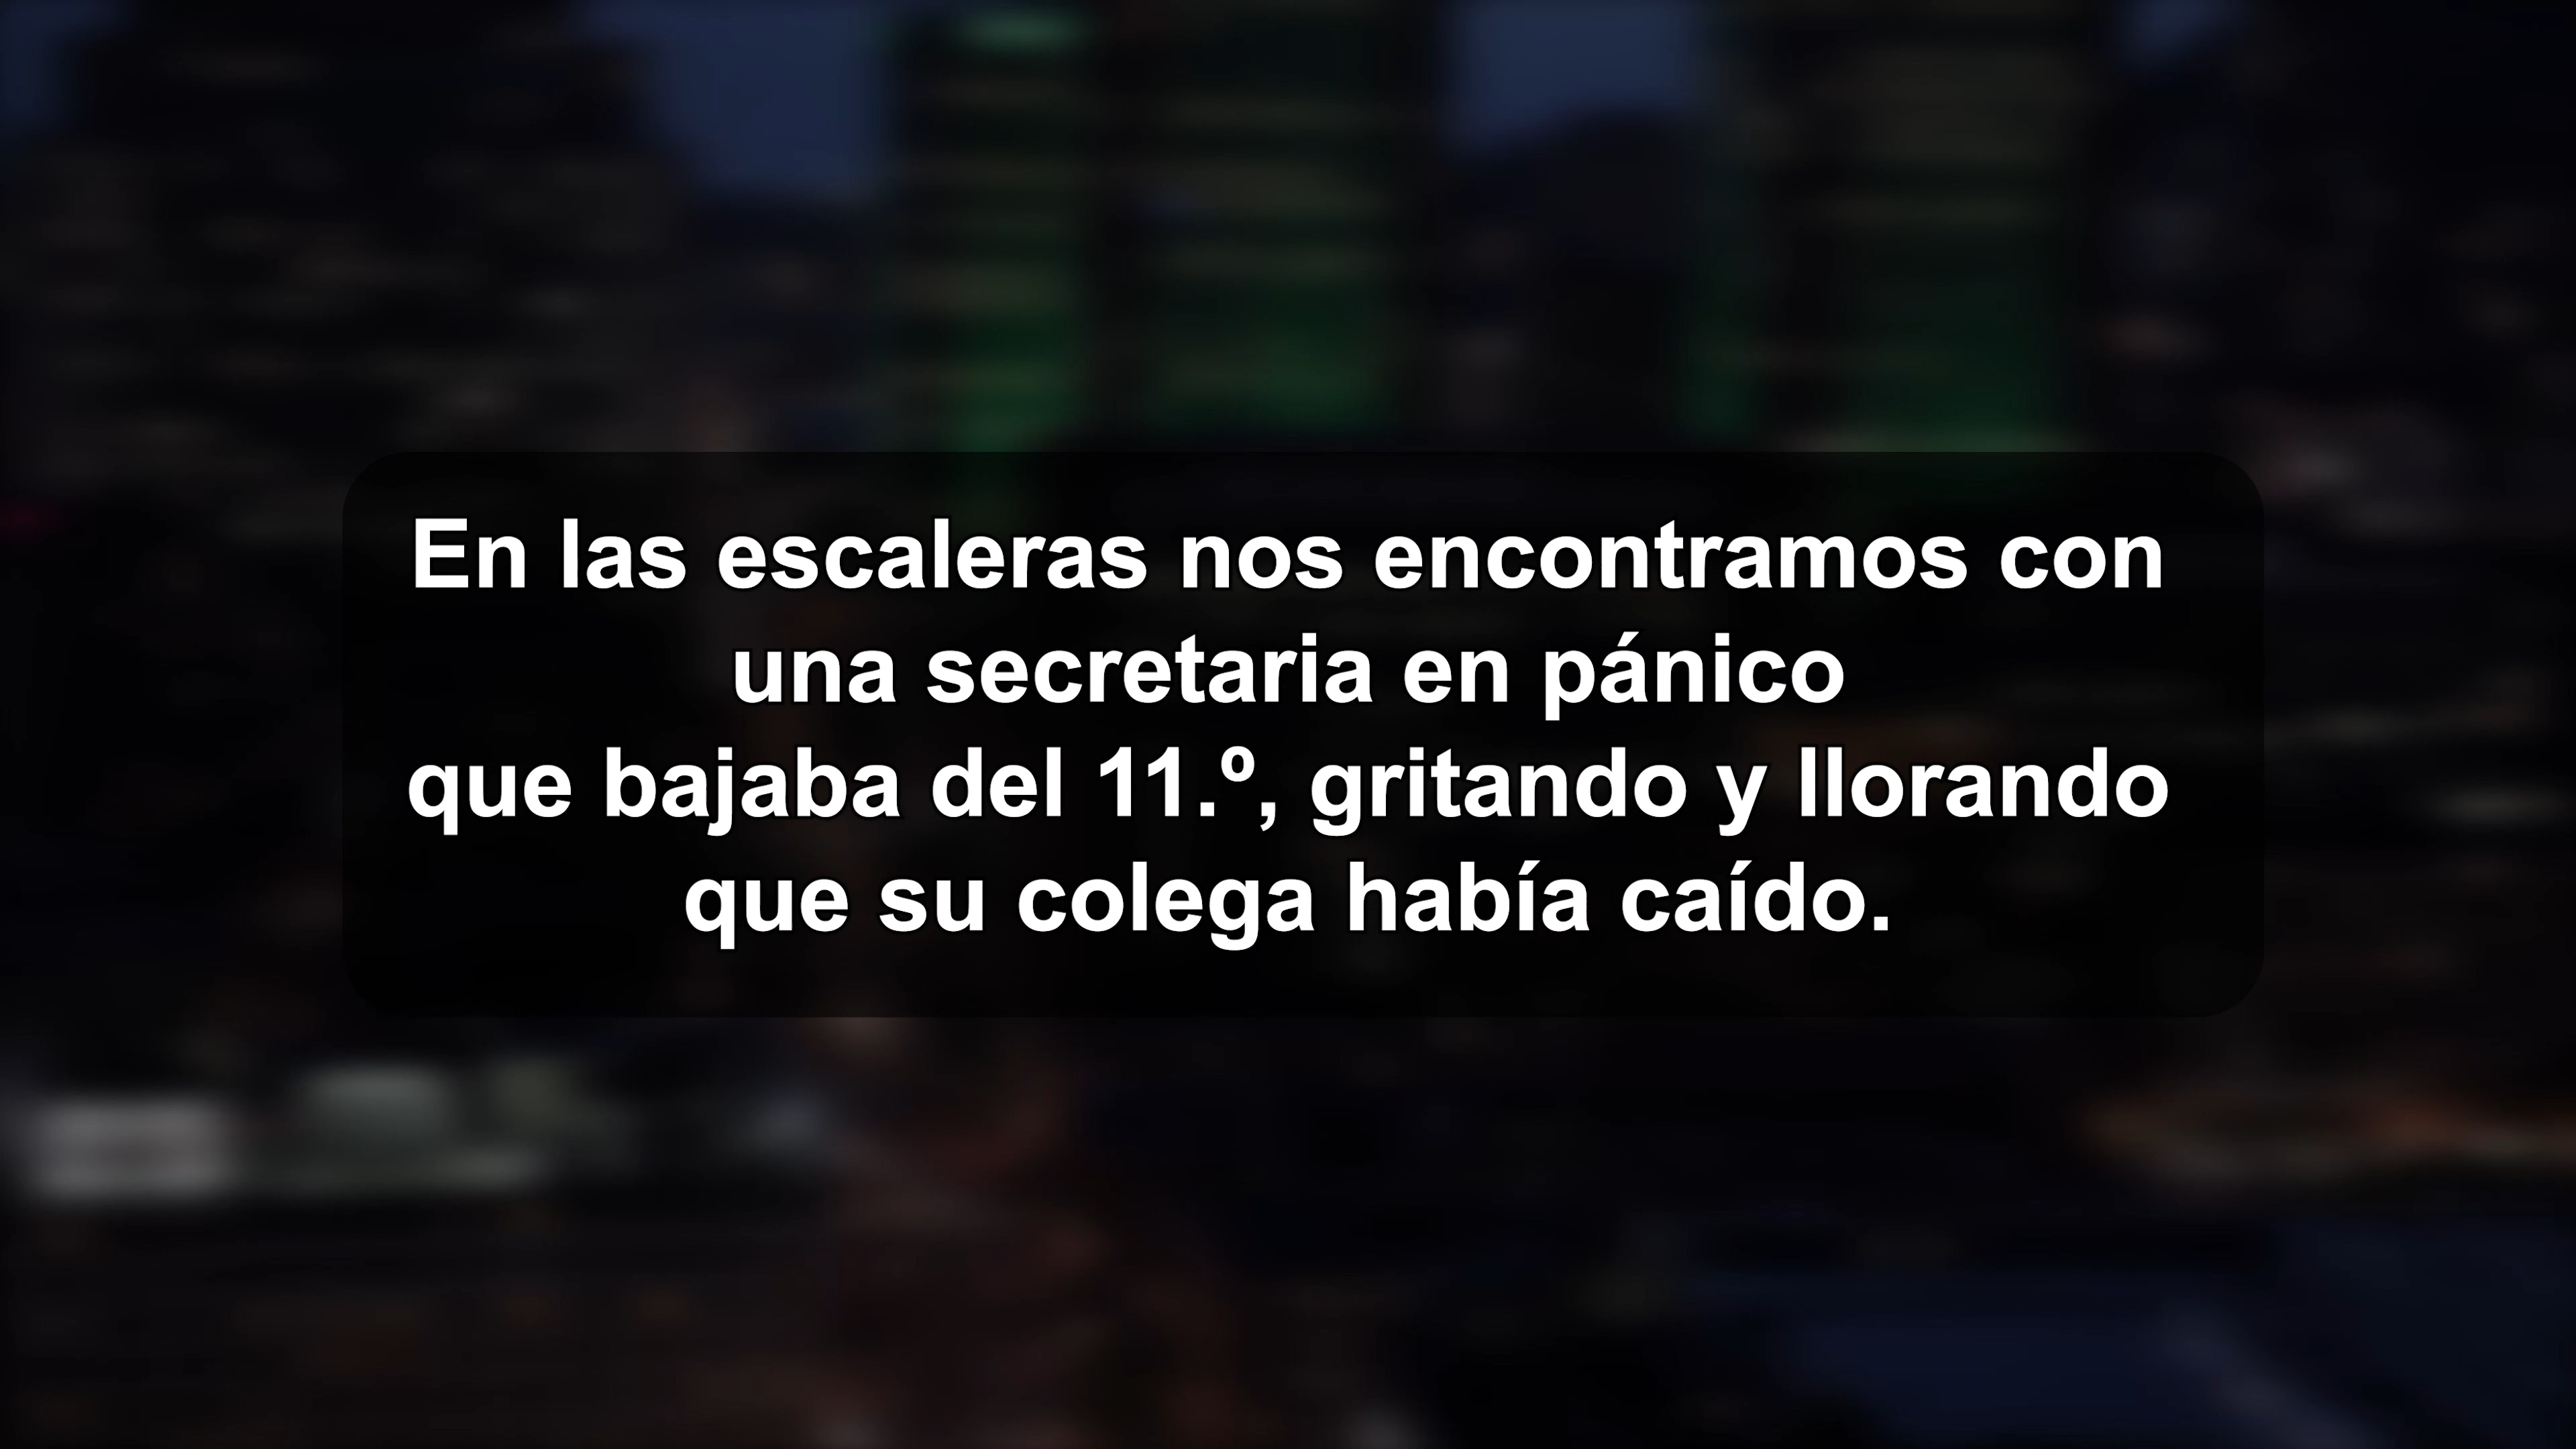 En las escaleras nos encontramos con
una secretaria en pánico
que bajaba del 11.º, gritando y llorando
que su colega había caído.